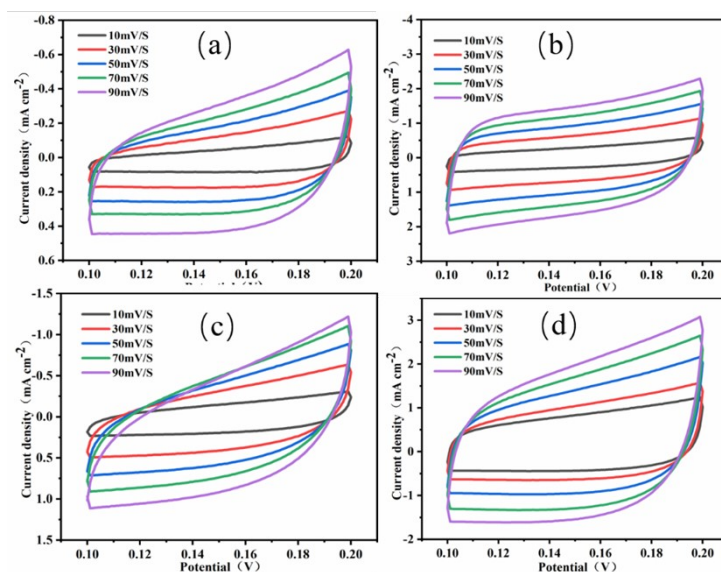 (a)
10mV/S
30mV/S
50mV/S
70mV/S
90mV/S
Current density（mA cm-2)
-0.8
-0.6
-0.4
-0.2
0.0
0.2
0.4
0.6
0.10 0.12 0.14 0.16 0.18 0.20
Potential (V)
(b)
10mV/S
30mV/S
50mV/S
70mV/S
90mV/S
Current density（mA cm-2)
-4
-3
-2
-1
0
1
2
3
0.10 0.12 0.14 0.16 0.18 0.20
Potential (V)
(c)
10mV/S
30mV/S
50mV/S
70mV/S
90mV/S
Current density（mA cm-2)
-1.5
-1.0
-0.5
0.0
0.5
1.0
1.5
0.10 0.12 0.14 0.16 0.18 0.20
Potential (V)
(d)
10mV/S
30mV/S
50mV/S
70mV/S
90mV/S
Current density（mA cm-2)
3
2
1
0
-1
-2
0.10 0.12 0.14 0.16 0.18 0.20
Potential (V)